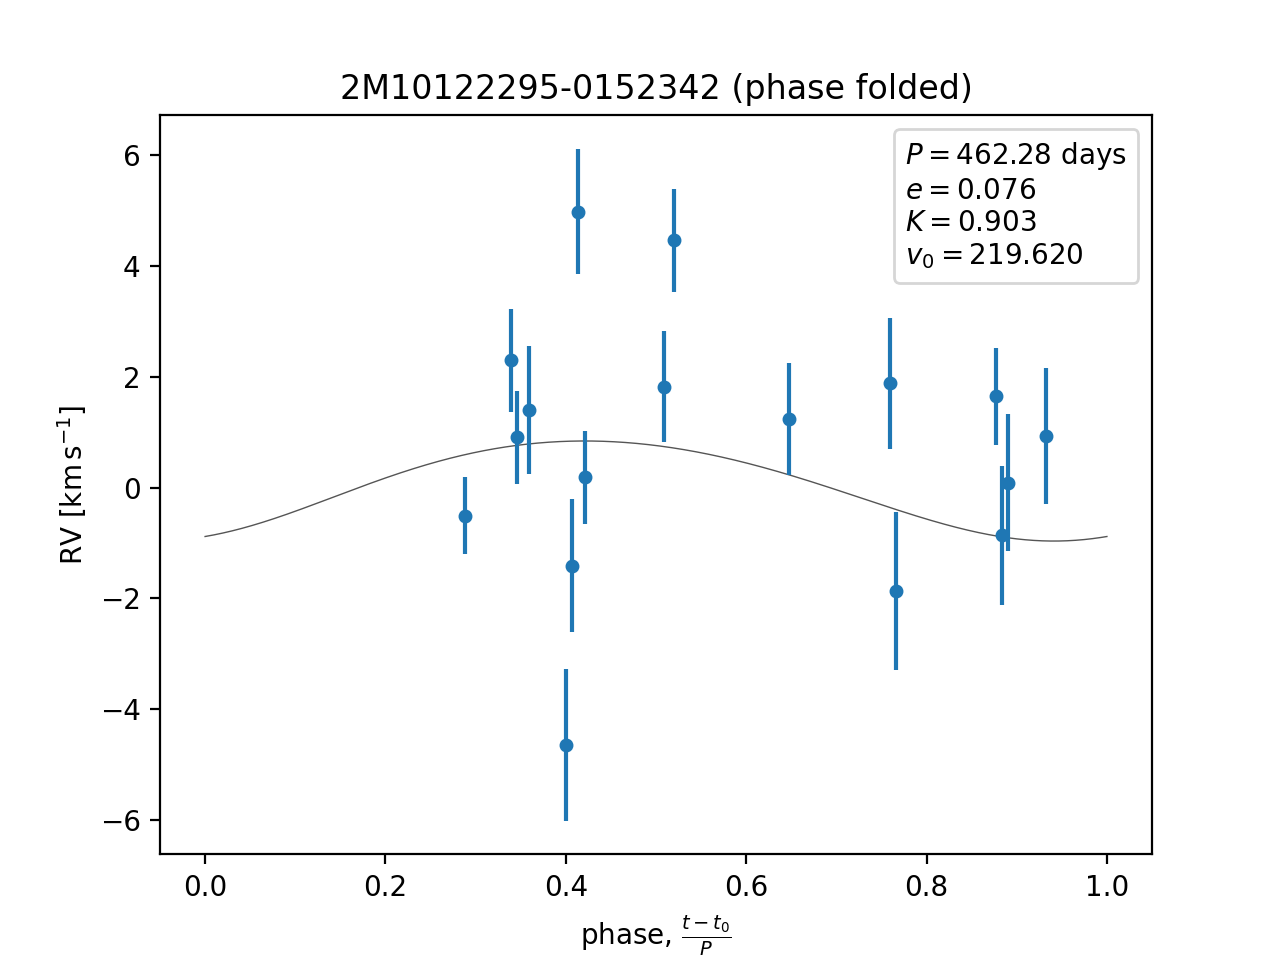 2M10122295-0152342 (phase folded)
P = 462.28 days
e = 0.076
K = 0.903
v₀ = 219.620
RV [km s⁻¹]
6
4
2
0
−2
−4
−6
0.0 0.2 0.4 0.6 0.8 1.0
phase, (t − t₀)/P